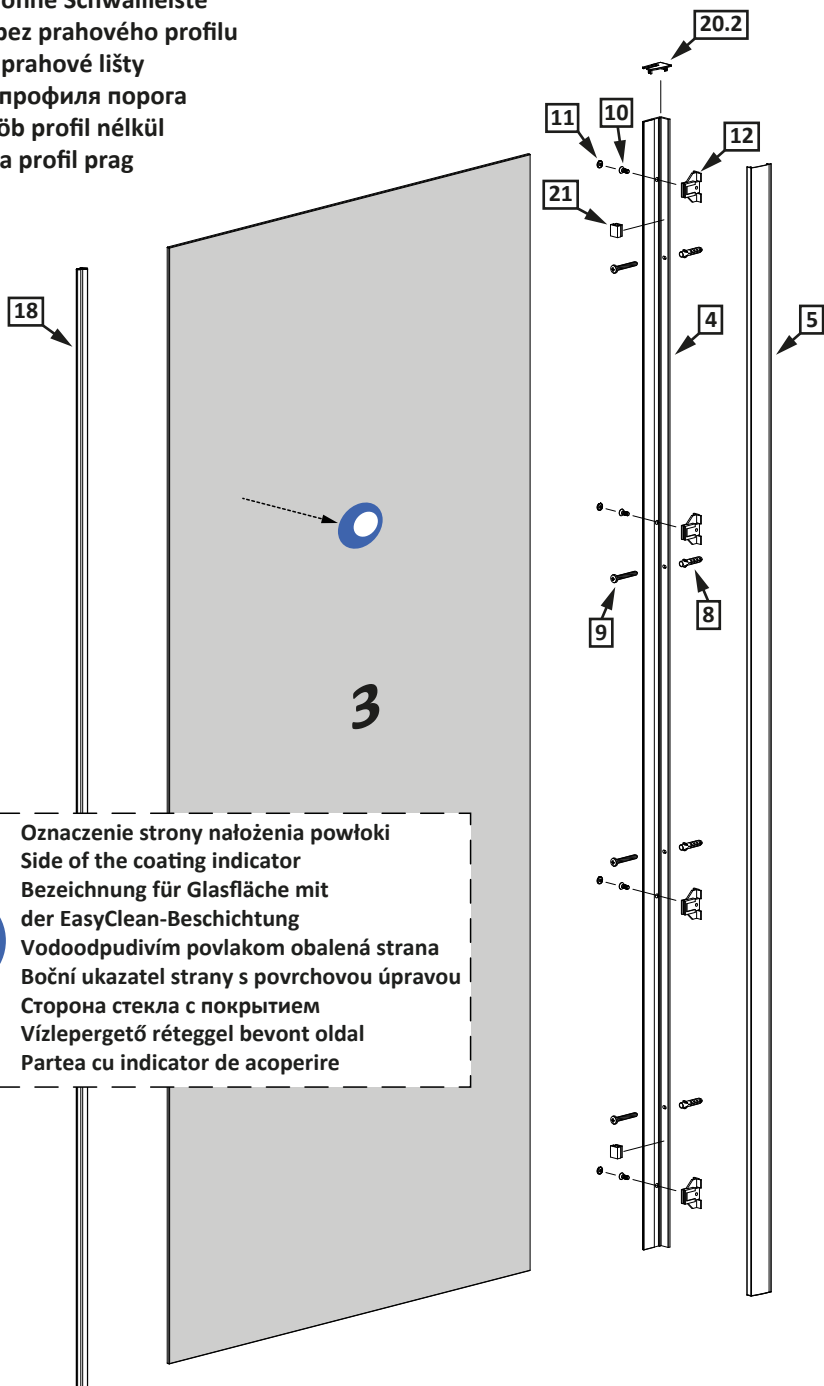 ohne Schwallleiste
bez prahového profilu
prahové lišty
профиля порога
öb profil nélkül
a profil prag
20.2
11
10
12
21
18
4
5
9
8
3
Oznaczenie strony nałożenia powłoki
Side of the coating indicator
Bezeichnung für Glasfläche mit
der EasyClean-Beschichtung
Vodoodpudivím povlakom obalená strana
Boční ukazatel strany s povrchovou úpravou
Сторона стекла с покрытием
Vízlepergető réteggel bevont oldal
Partea cu indicator de acoperire